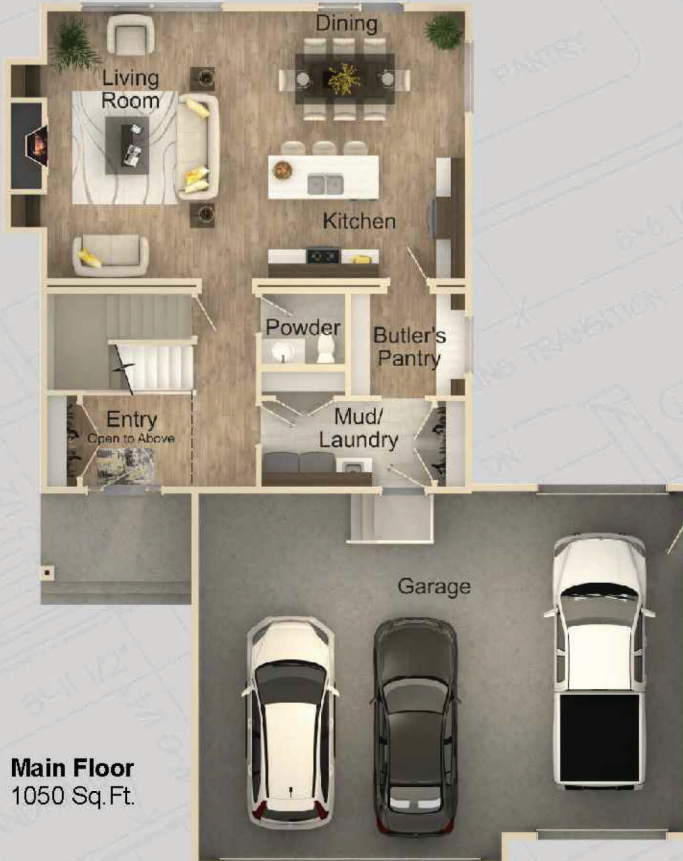 Dining
Living
Room
Kitchen
Powder
Butler's
Pantry
Entry
Open to Above
Mud/
Laundry
Garage
Main Floor
1050 Sq.Ft.
PANTRY